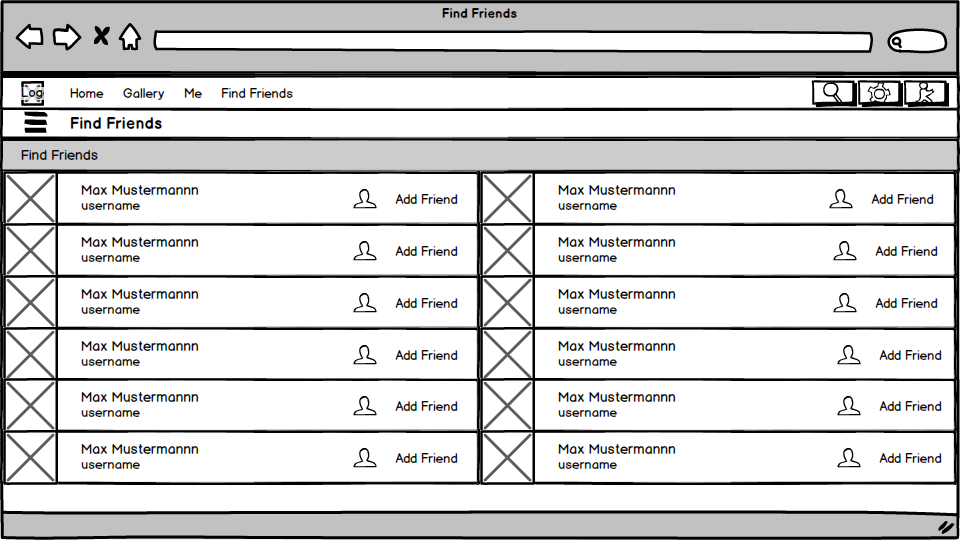 Find Friends
Log Home Gallery Me Find Friends
Find Friends
Find Friends
Max Mustermannn
username
Add Friend
Max Mustermannn
username
Add Friend
Max Mustermannn
username
Add Friend
Max Mustermannn
username
Add Friend
Max Mustermannn
username
Add Friend
Max Mustermannn
username
Add Friend
Max Mustermannn
username
Add Friend
Max Mustermannn
username
Add Friend
Max Mustermannn
username
Add Friend
Max Mustermannn
username
Add Friend
Max Mustermannn
username
Add Friend
Max Mustermannn
username
Add Friend